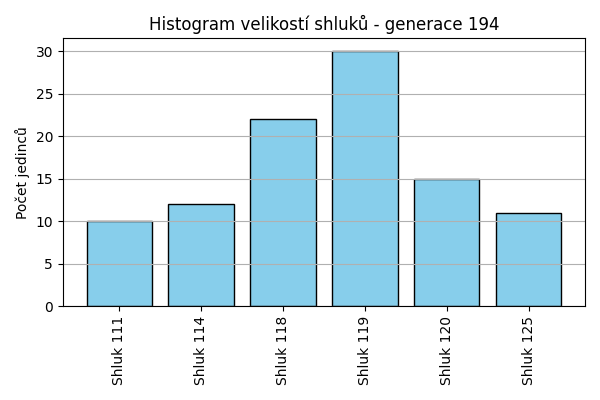 Histogram velikostí shluků - generace 194
Počet jedinců
30
25
20
15
10
5
0
Shluk 111
Shluk 114
Shluk 118
Shluk 119
Shluk 120
Shluk 125